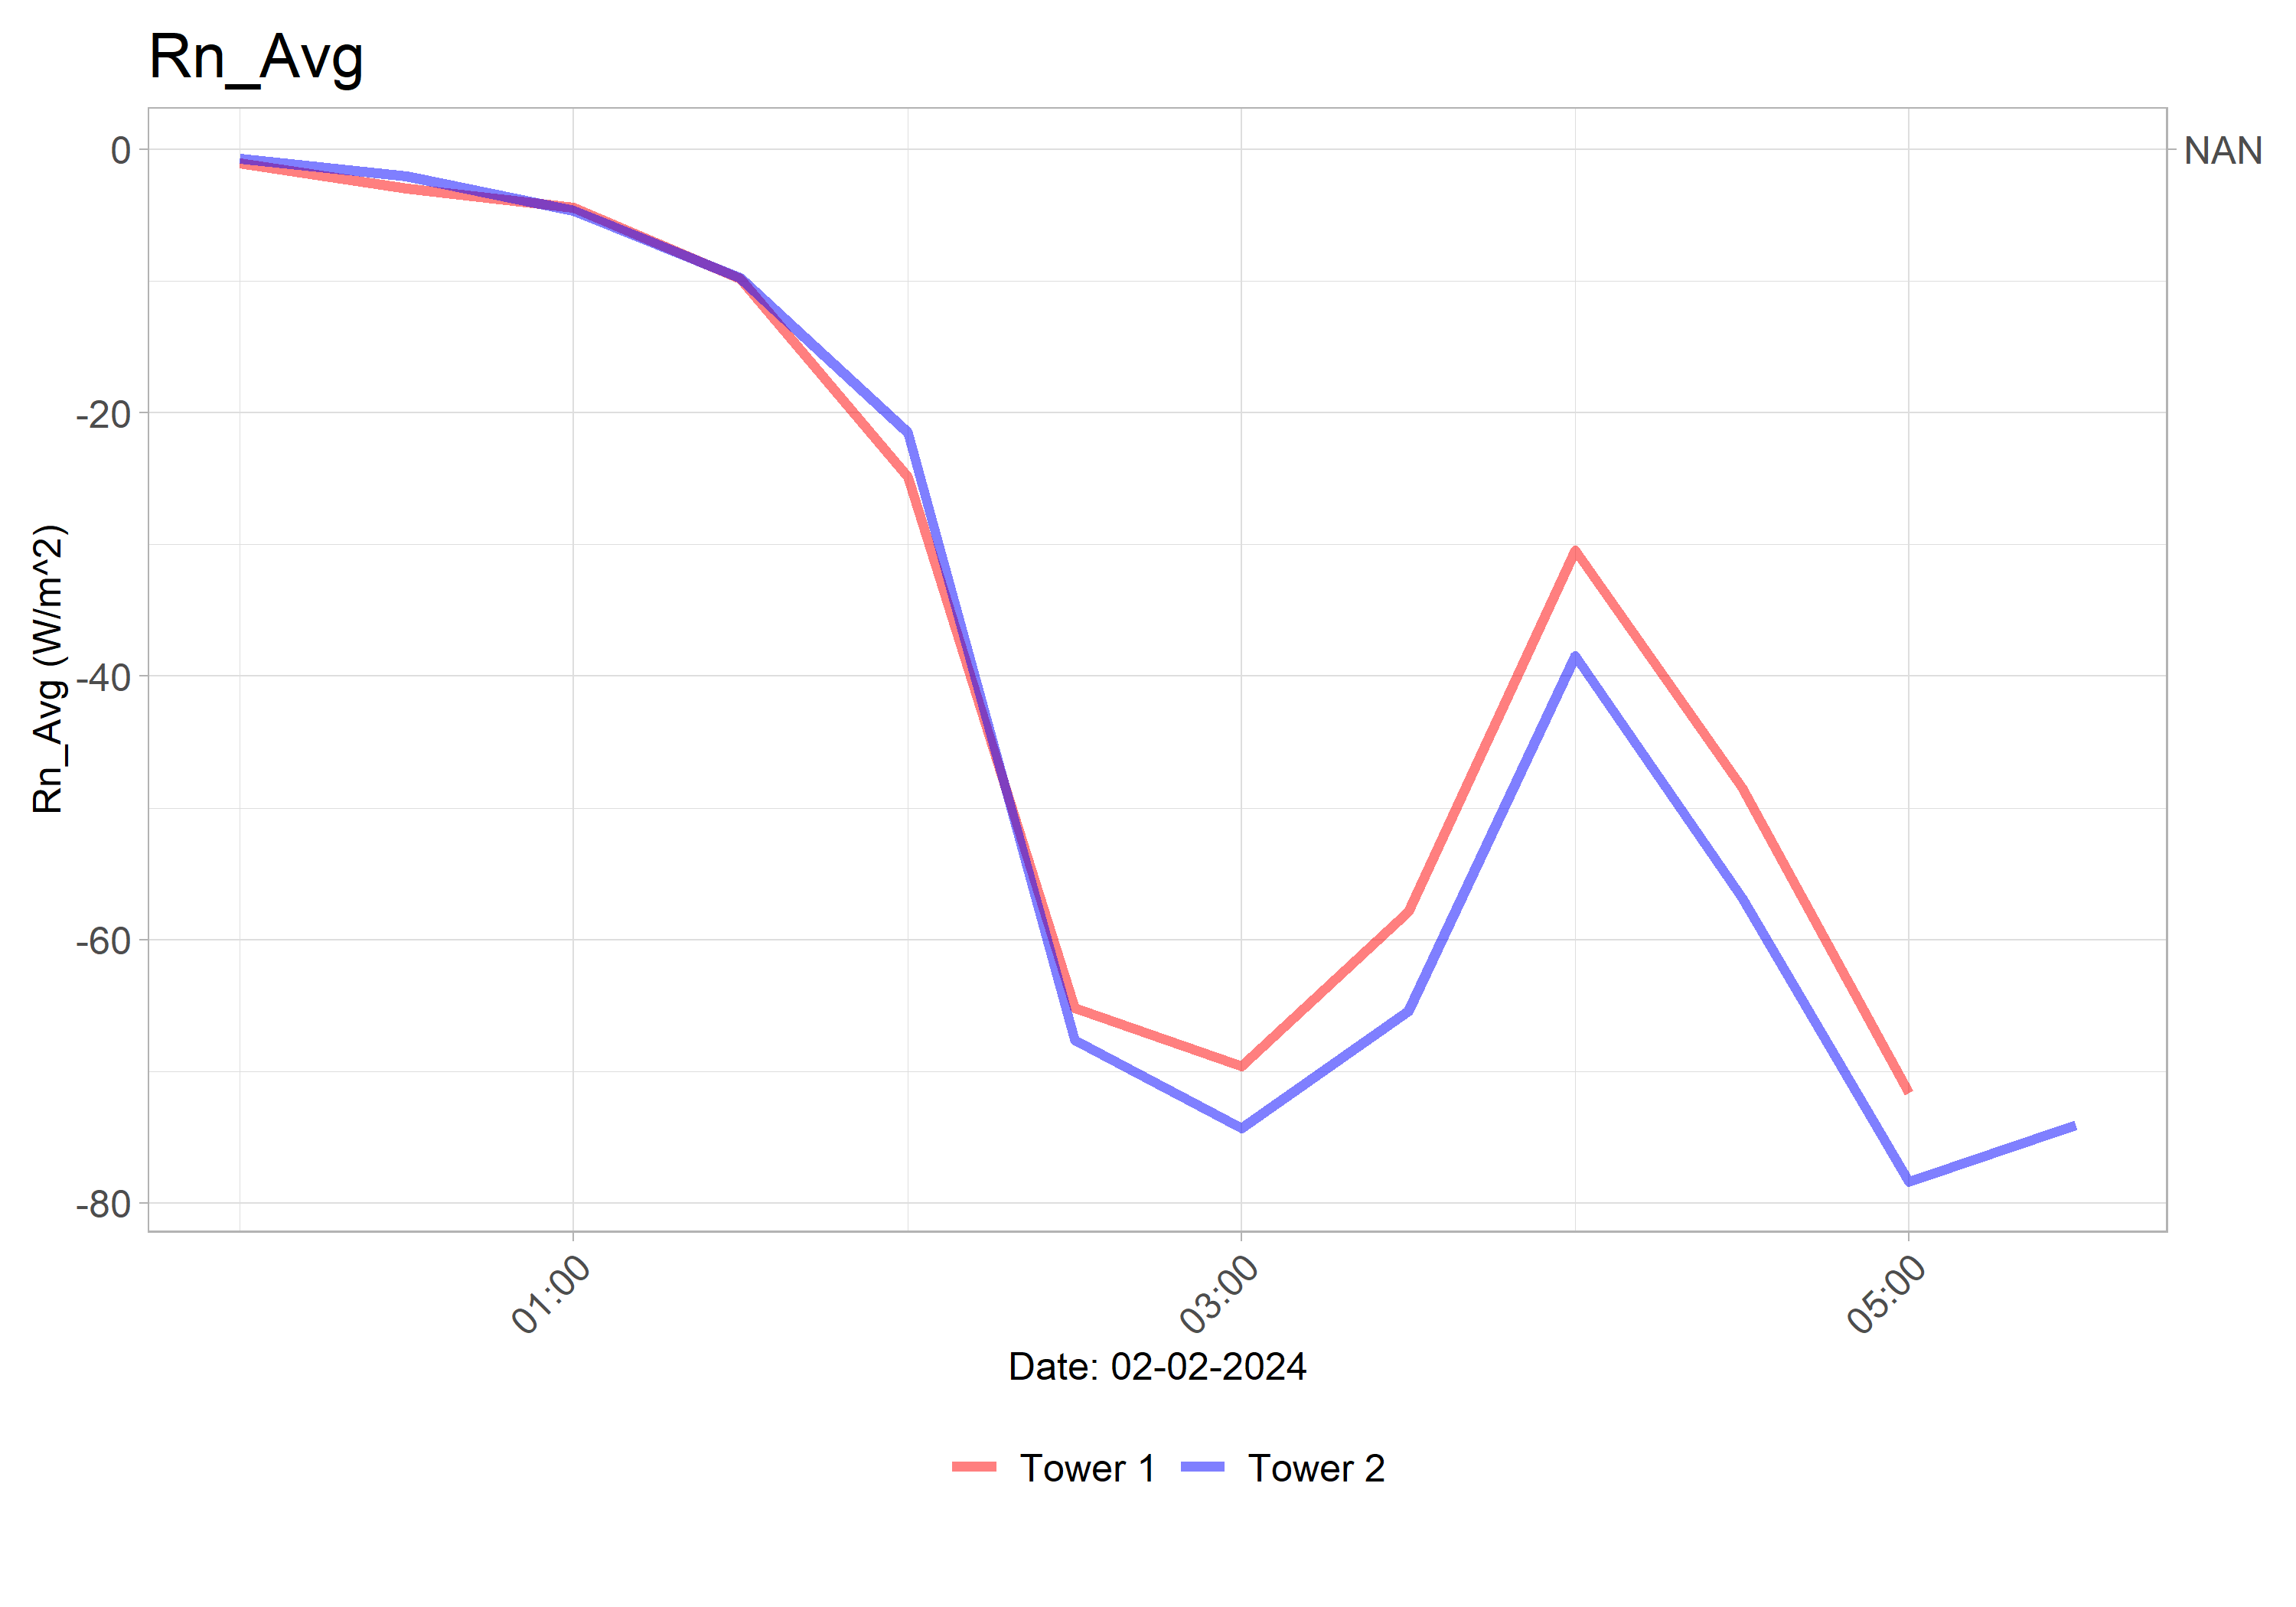 Rn_Avg
0
NAN
-20
-40
-60
-80
Rn_Avg (W/m^2)
01:00
03:00
05:00
Date: 02-02-2024
Tower 1
Tower 2